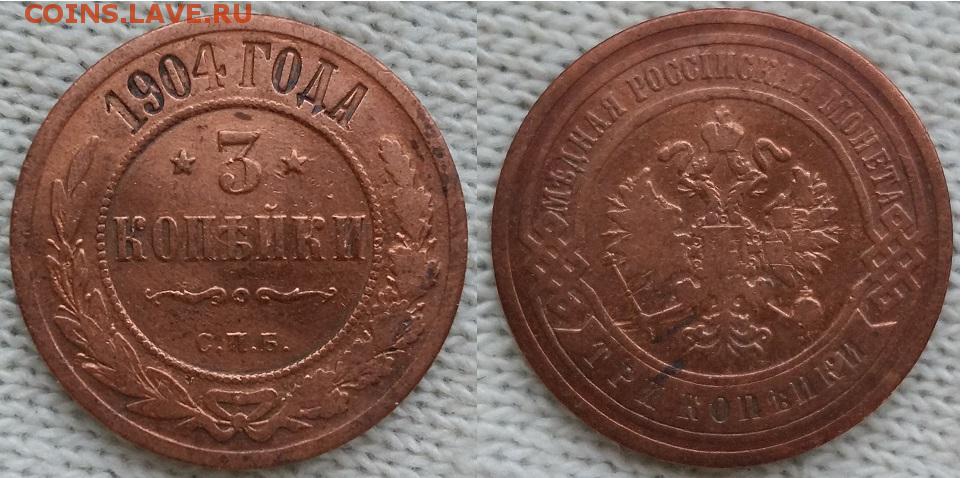 COINS.LAVE.RU
1904 ГОДА
3
КОПѢЙКИ
С.П.Б.
МѢДНАЯ РОССІЙСКАЯ МОНЕТА
ТРИ КОПѢЙКИ